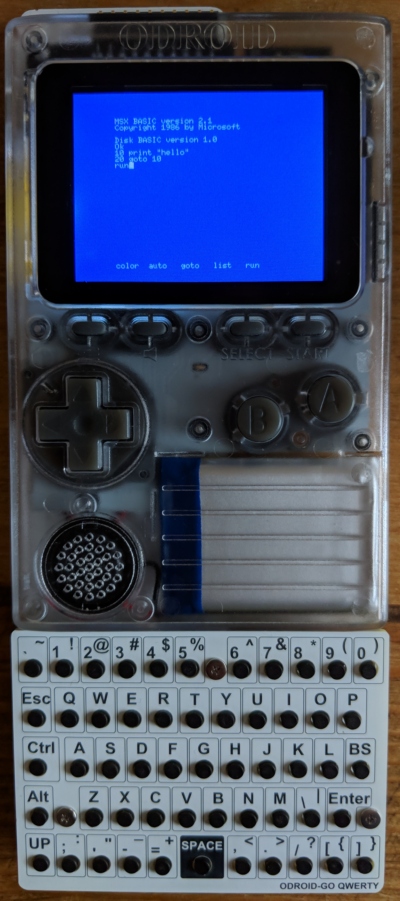 ODROID
MSX BASIC version 2.1
Copyright 1986 by Microsoft
Disk BASIC version 1.0
Ok
10 print "hello"
20 goto 10
run
color auto goto list run
SELECT START
B A
` ~ 1 ! 2 @ 3 # 4 $ 5 % 6 ^ 7 & 8 * 9 ( 0 )
Esc Q W E R T Y U I O P
Ctrl A S D F G H J K L BS
Alt Z X C V B N M \ | Enter
UP ; : ' " - _ = + SPACE , < . > / ? [ { ] }
ODROID-GO QWERTY